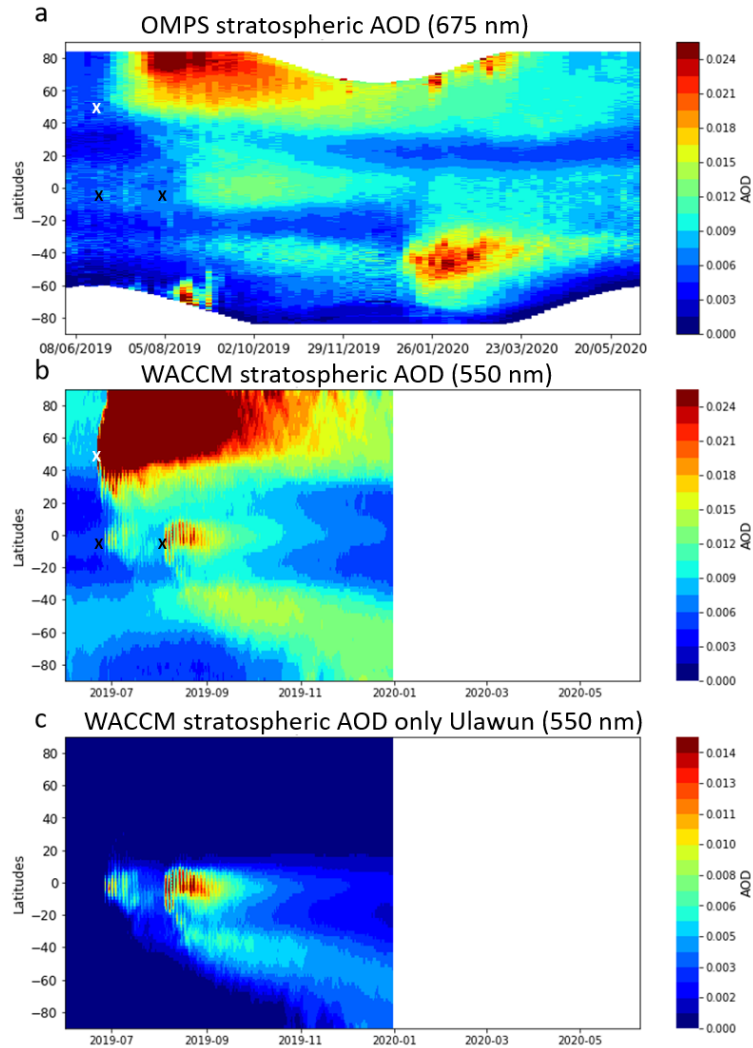 a
OMPS stratospheric AOD (675 nm)
80
60
40
20
0
−20
−40
−60
−80
Latitudes
X
X
X
08/06/2019 05/08/2019 02/10/2019 29/11/2019 26/01/2020 23/03/2020 20/05/2020
0.024
0.021
0.018
0.015
0.012
0.009
0.006
0.003
0.000
AOD
b
WACCM stratospheric AOD (550 nm)
80
60
40
20
0
−20
−40
−60
−80
Latitudes
X
X
X
2019-07 2019-09 2019-11 2020-01 2020-03 2020-05
0.024
0.021
0.018
0.015
0.012
0.009
0.006
0.003
0.000
AOD
c
WACCM stratospheric AOD only Ulawun (550 nm)
80
60
40
20
0
−20
−40
−60
−80
Latitudes
2019-07 2019-09 2019-11 2020-01 2020-03 2020-05
0.014
0.013
0.011
0.010
0.008
0.006
0.005
0.003
0.002
0.000
AOD